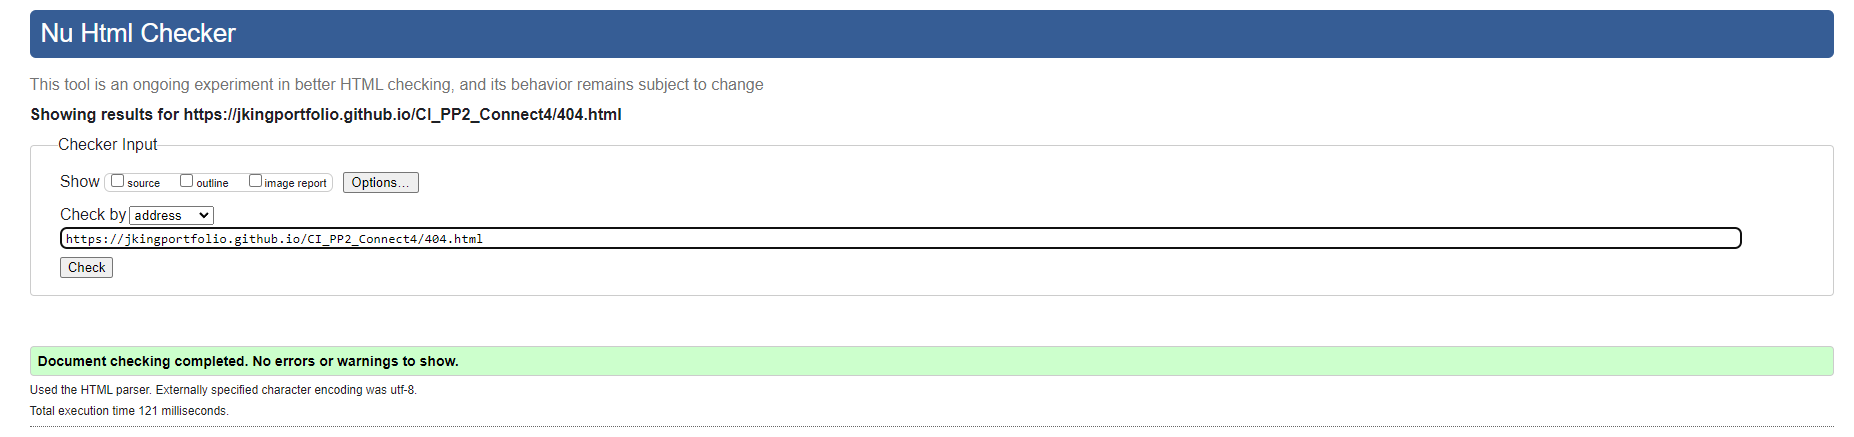 Nu Html Checker
This tool is an ongoing experiment in better HTML checking, and its behavior remains subject to change
Showing results for https://jkingportfolio.github.io/CI_PP2_Connect4/404.html
Checker Input
Show source outline image report Options...
Check by address
https://jkingportfolio.github.io/CI_PP2_Connect4/404.html
Check
Document checking completed. No errors or warnings to show.
Used the HTML parser. Externally specified character encoding was utf-8.
Total execution time 121 milliseconds.